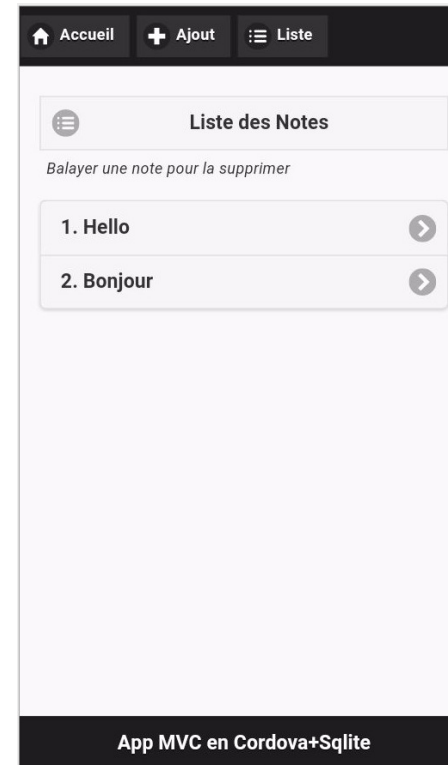 Accueil Ajout Liste
Liste des Notes
Balayer une note pour la supprimer
1. Hello
2. Bonjour
App MVC en Cordova+Sqlite